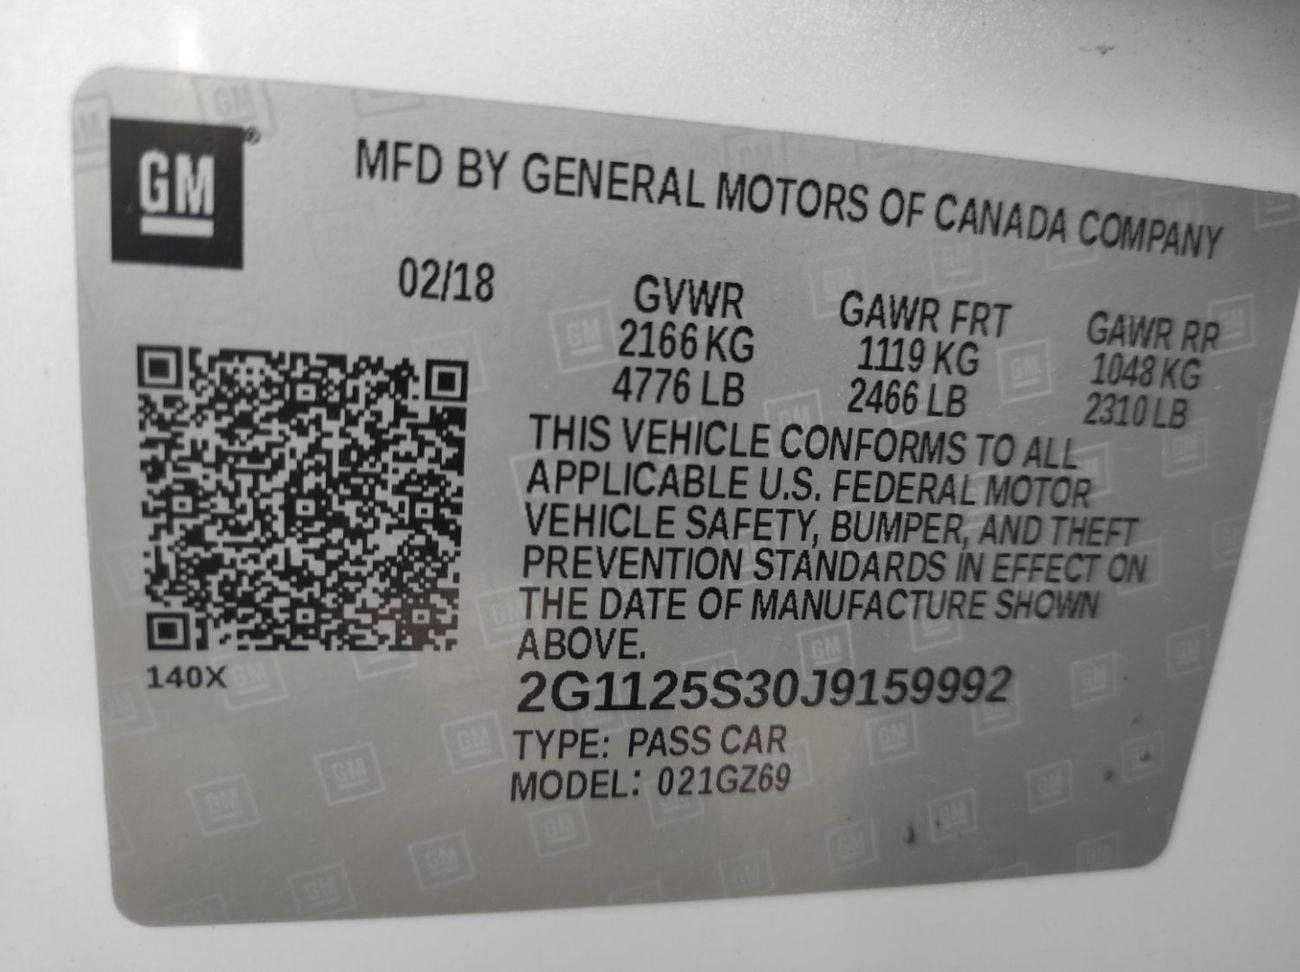 GM®
MFD BY GENERAL MOTORS OF CANADA COMPANY
02/18
GVWR
2166 KG
4776 LB
GAWR FRT
1119 KG
2466 LB
GAWR RR
1048 KG
2310 LB
THIS VEHICLE CONFORMS TO ALL
APPLICABLE U.S. FEDERAL MOTOR
VEHICLE SAFETY, BUMPER, AND THEFT
PREVENTION STANDARDS IN EFFECT ON
THE DATE OF MANUFACTURE SHOWN
ABOVE.
140X
2G1125S30J9159992
TYPE: PASS CAR
MODEL: 021GZ69